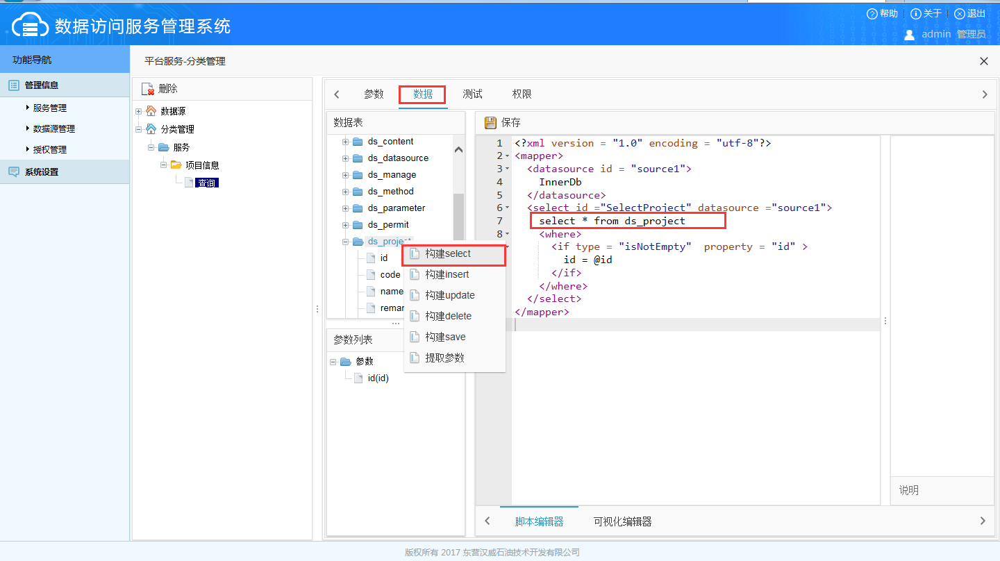 数据访问服务管理系统
帮助 关于 退出
admin 管理员
功能导航
管理信息
服务管理
数据源管理
授权管理
系统设置
平台服务-分类管理
删除
数据源
分类管理
服务
项目信息
查询
参数 数据 测试 权限
数据表
ds_content
ds_datasource
ds_manage
ds_method
ds_parameter
ds_permit
ds_project
id
code
name
构建select
构建insert
构建update
构建delete
构建save
提取参数
参数列表
参数
id(id)
保存
1 <?xml version = "1.0" encoding = "utf-8"?>
2 <mapper>
3 <datasource id = "source1">
4 InnerDb
5 </datasource>
6 <select id ="SelectProject" datasource ="source1">
7 select * from ds_project
8 <where>
<if type = "isNotEmpty" property = "id" >
id = @id
</if>
</where>
</select>
</mapper>
说明
脚本编辑器 可视化编辑器
版权所有 2017 东营汉威石油技术开发有限公司